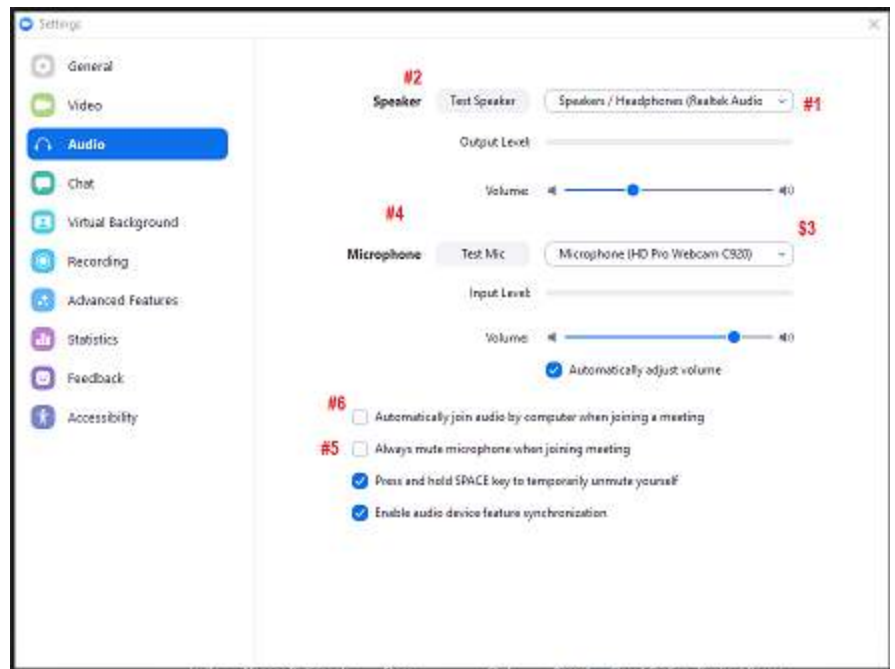 Settings
General
#2
Speaker Test Speaker Speakers / Headphones (Realtek Audio #1
Video
Audio
Output Level:
Chat
Volume:
#4
Virtual Background
$3
Microphone Test Mic Microphone (HD Pro Webcam C920)
Recording
Input Level:
Advanced Features
Statistics
Volume:
Automatically adjust volume
Feedback
#6 Automatically join audio by computer when joining a meeting
Accessibility
#5 Always mute microphone when joining meeting
Press and hold SPACE key to temporarily unmute yourself
Enable audio device feature synchronization